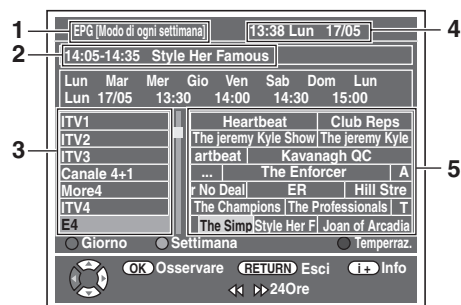 EPG [Modo di ogni settimana] 13:38 Lun 17/05
14:05-14:35 Style Her Famous
Lun Mar Mer Gio Ven Sab Dom Lun
Lun 17/05 13:30 14:00 14:30 15:00
ITV1 Heartbeat Club Reps
ITV2 The jeremy Kyle Show The jeremy Kyle
ITV3 artbeat Kavanagh QC
Canale 4+1 ... The Enforcer A
More4 r No Deal ER Hill Stre
ITV4 The Champions The Professionals T
E4 The Simp Style Her F Joan of Arcadia
Giorno Settimana Temperraz.
OK Osservare RETURN Esci i+ Info
24Ore
1
2
3
4
5